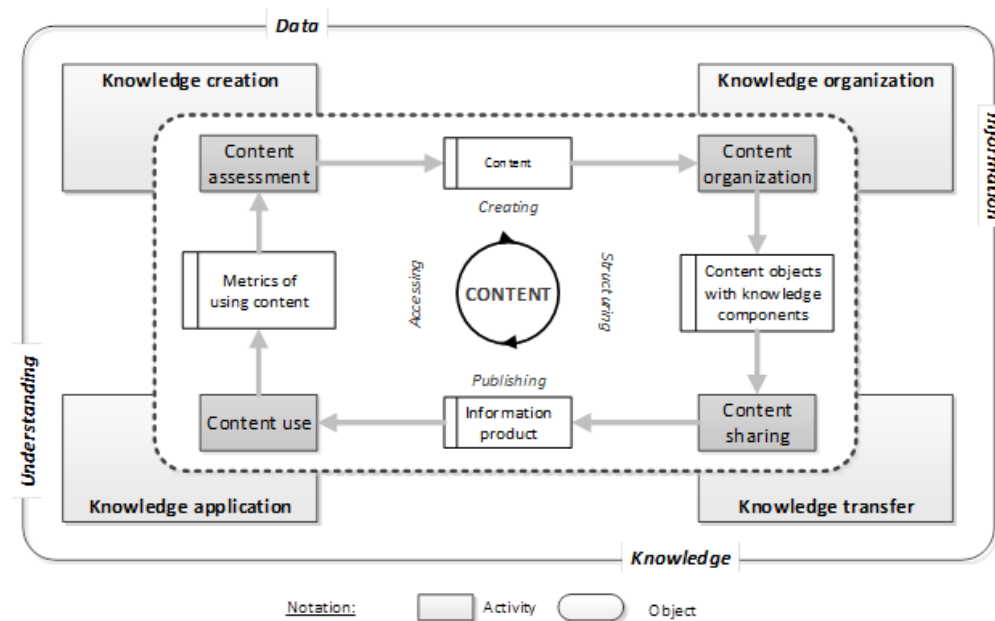 Data
Knowledge creation
Knowledge organization
Information
Content
assessment
Content
Content
organization
Creating
Metrics of
using content
Accessing
CONTENT
Structuring
Content objects
with knowledge
components
Understanding
Publishing
Content use
Information
product
Content
sharing
Knowledge application
Knowledge transfer
Knowledge
Notation:
Activity
Object